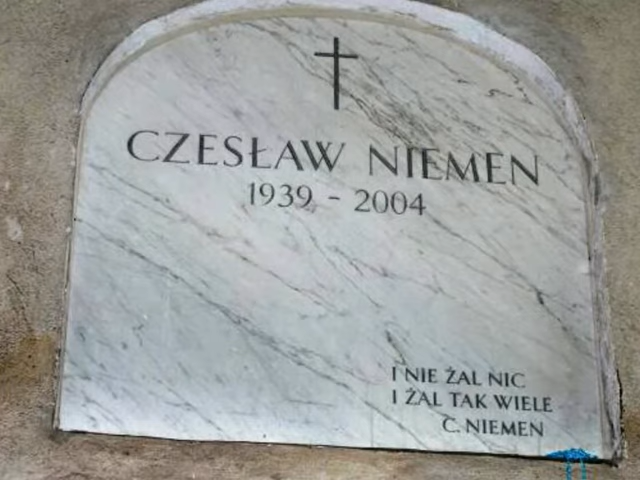 CZESŁAW NIEMEN
1939 - 2004
I NIE ŻAL NIC
I ŻAL TAK WIELE
C. NIEMEN